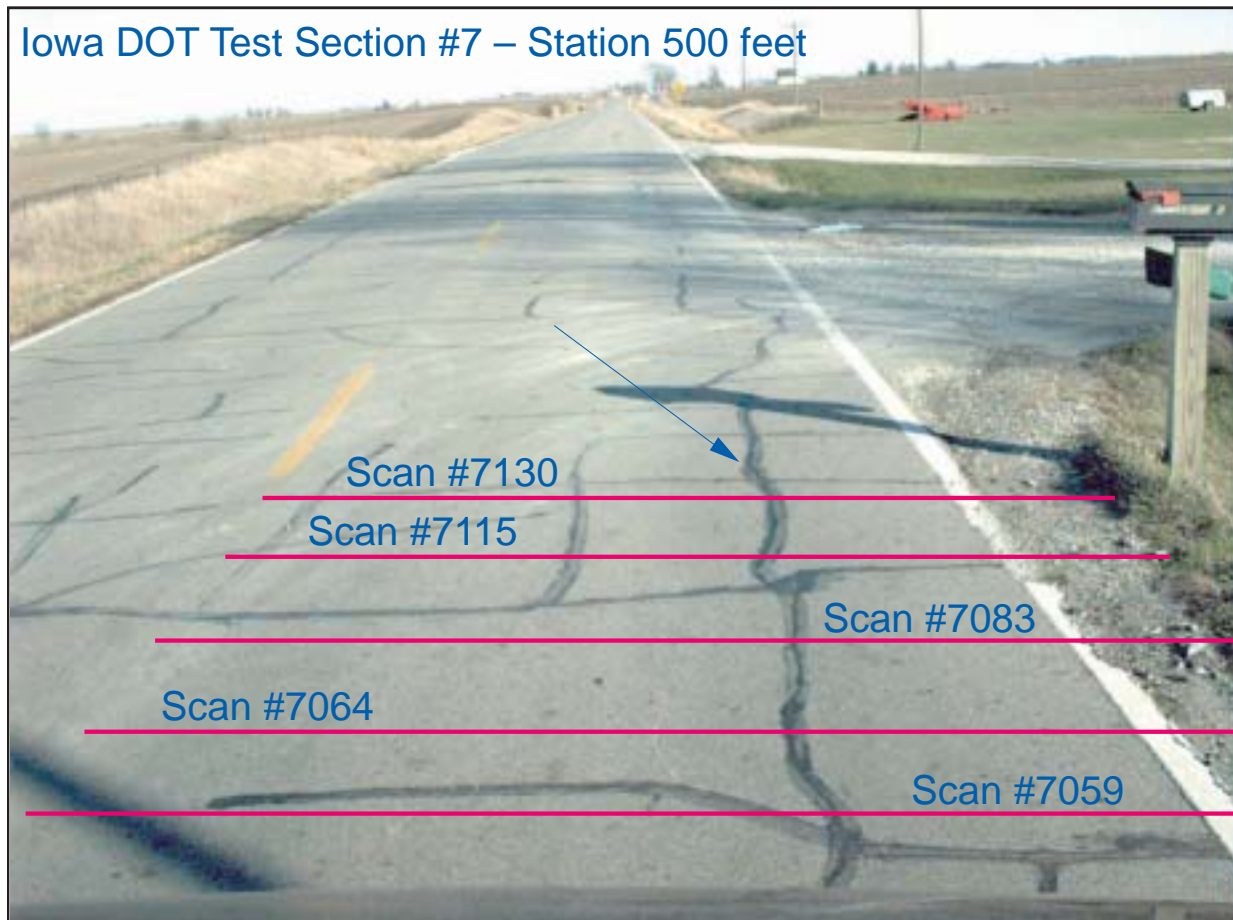 Iowa DOT Test Section #7 – Station 500 feet
Scan #7130
Scan #7115
Scan #7083
Scan #7064
Scan #7059